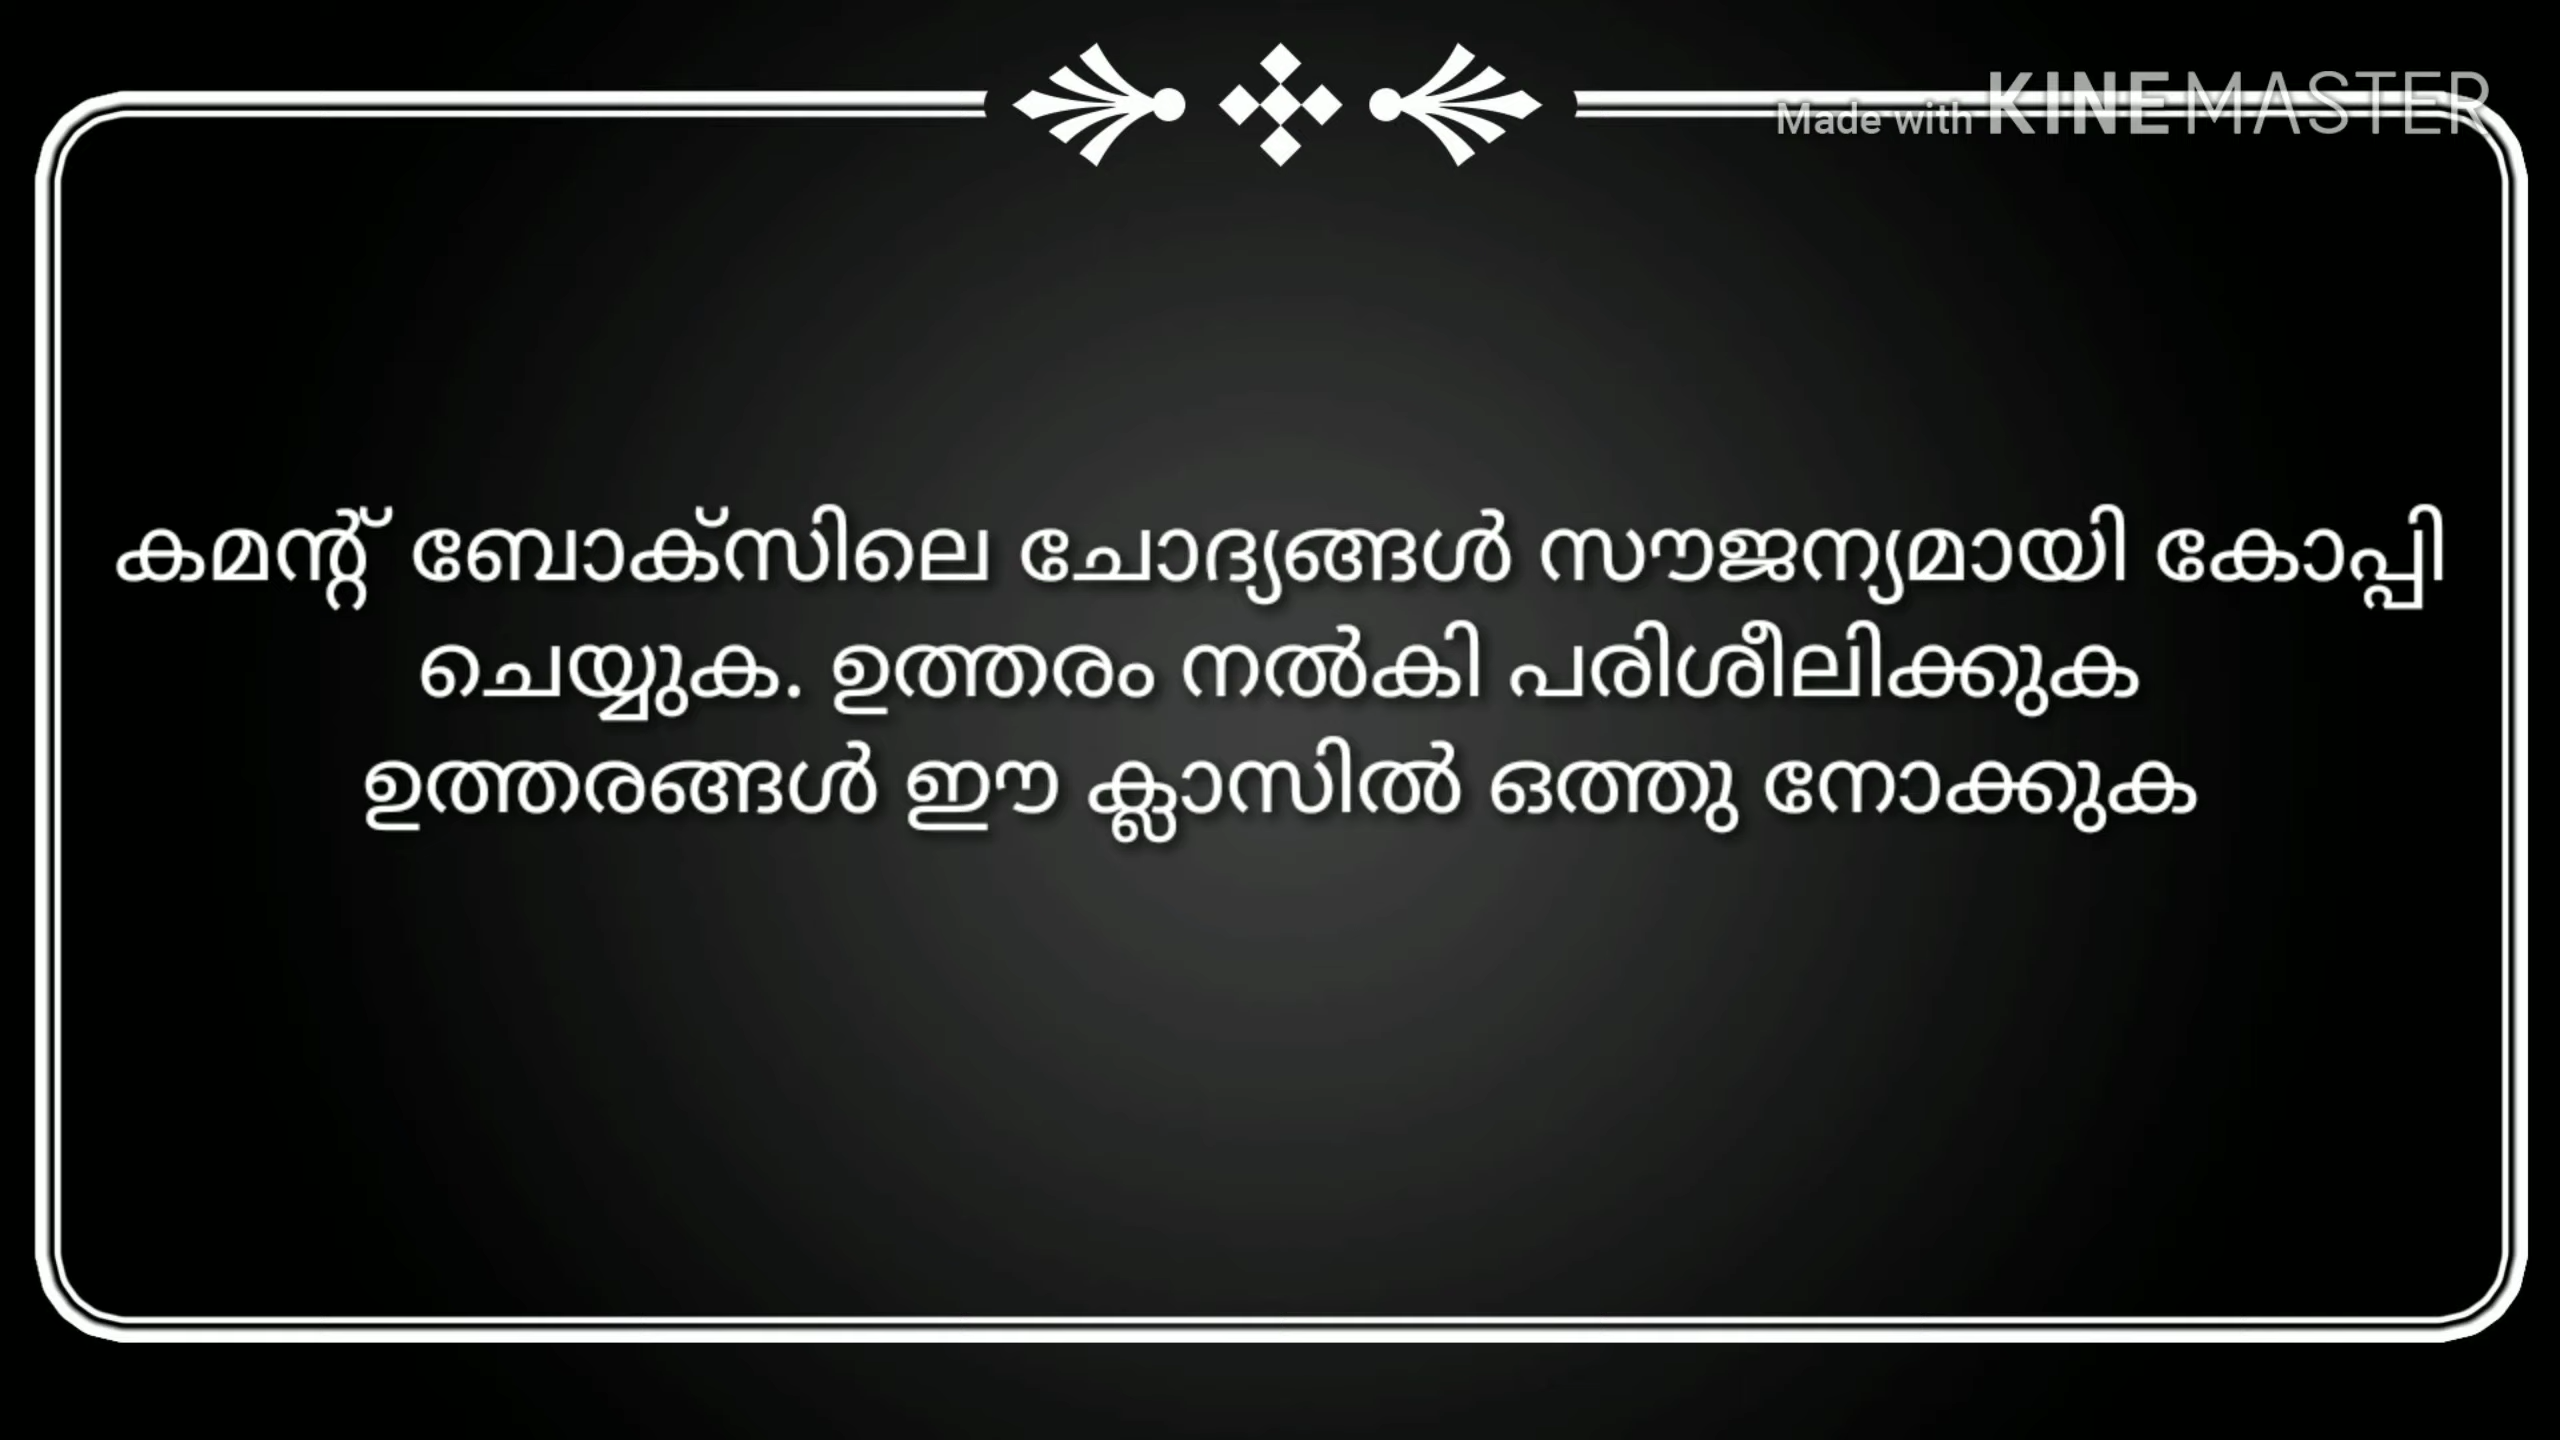 Made with KINEMASTER
കമന്റ് ബോക്സിലെ ചോദ്യങ്ങൾ സൗജന്യമായി കോപ്പി
ചെയ്യുക. ഉത്തരം നൽകി പരിശീലിക്കുക
ഉത്തരങ്ങൾ ഈ ക്ലാസിൽ ഒത്തു നോക്കുക